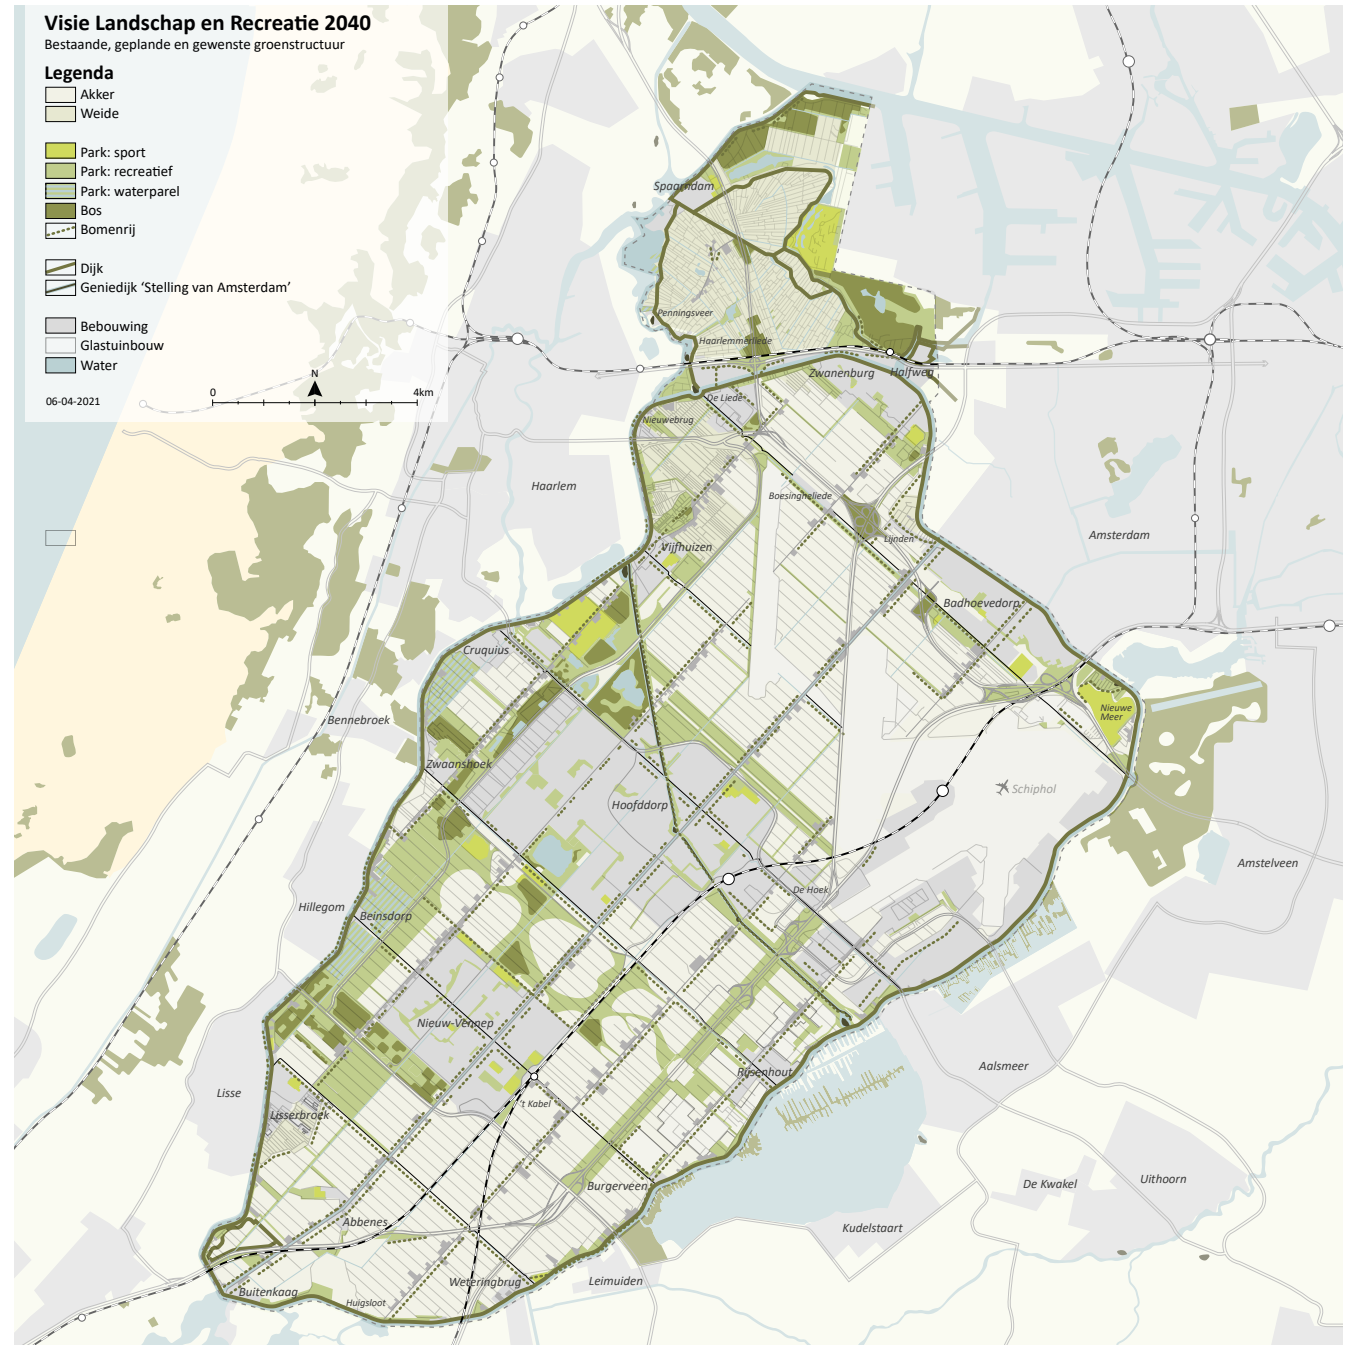 Visie Landschap en Recreatie 2040
Bestaande, geplande en gewenste groenstructuur
Legenda
Akker
Weide
Park: sport
Park: recreatief
Park: waterparel
Bos
Bomenrij
Dijk
Geniedijk ‘Stelling van Amsterdam’
Bebouwing
Glastuinbouw
Water
N
0 4km
06-04-2021
Spaarndam
Penningsveer
Haarlemmerliede
Zwanenburg
Halfweg
De Liede
Nieuwebrug
Haarlem
Boesingheliede
Lijnden
Amsterdam
Vijfhuizen
Badhoevedorp
Cruquius
Bennebroek
Nieuwe
Meer
Zwaanshoek
Hoofddorp
Schiphol
Amstelveen
De Hoek
Hillegom
Beinsdorp
Nieuw-Vennep
Aalsmeer
Rijsenhout
Lisse
't Kabel
Lisserbroek
De Kwakel
Uithoorn
Burgerveen
Abbenes
Kudelstaart
Weteringbrug
Leimuiden
Buitenkaag
Huigsloot